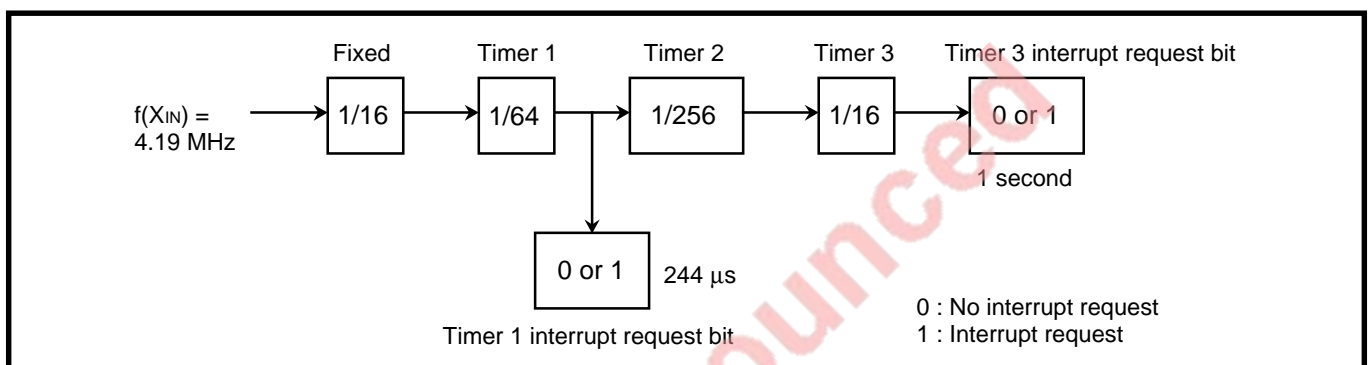 Fixed Timer 1 Timer 2 Timer 3 Timer 3 interrupt request bit
f(XIN) =
4.19 MHz
1/16 1/64 1/256 1/16 0 or 1
1 second
0 or 1 244 μs
Timer 1 interrupt request bit
0 : No interrupt request
1 : Interrupt request
ounced